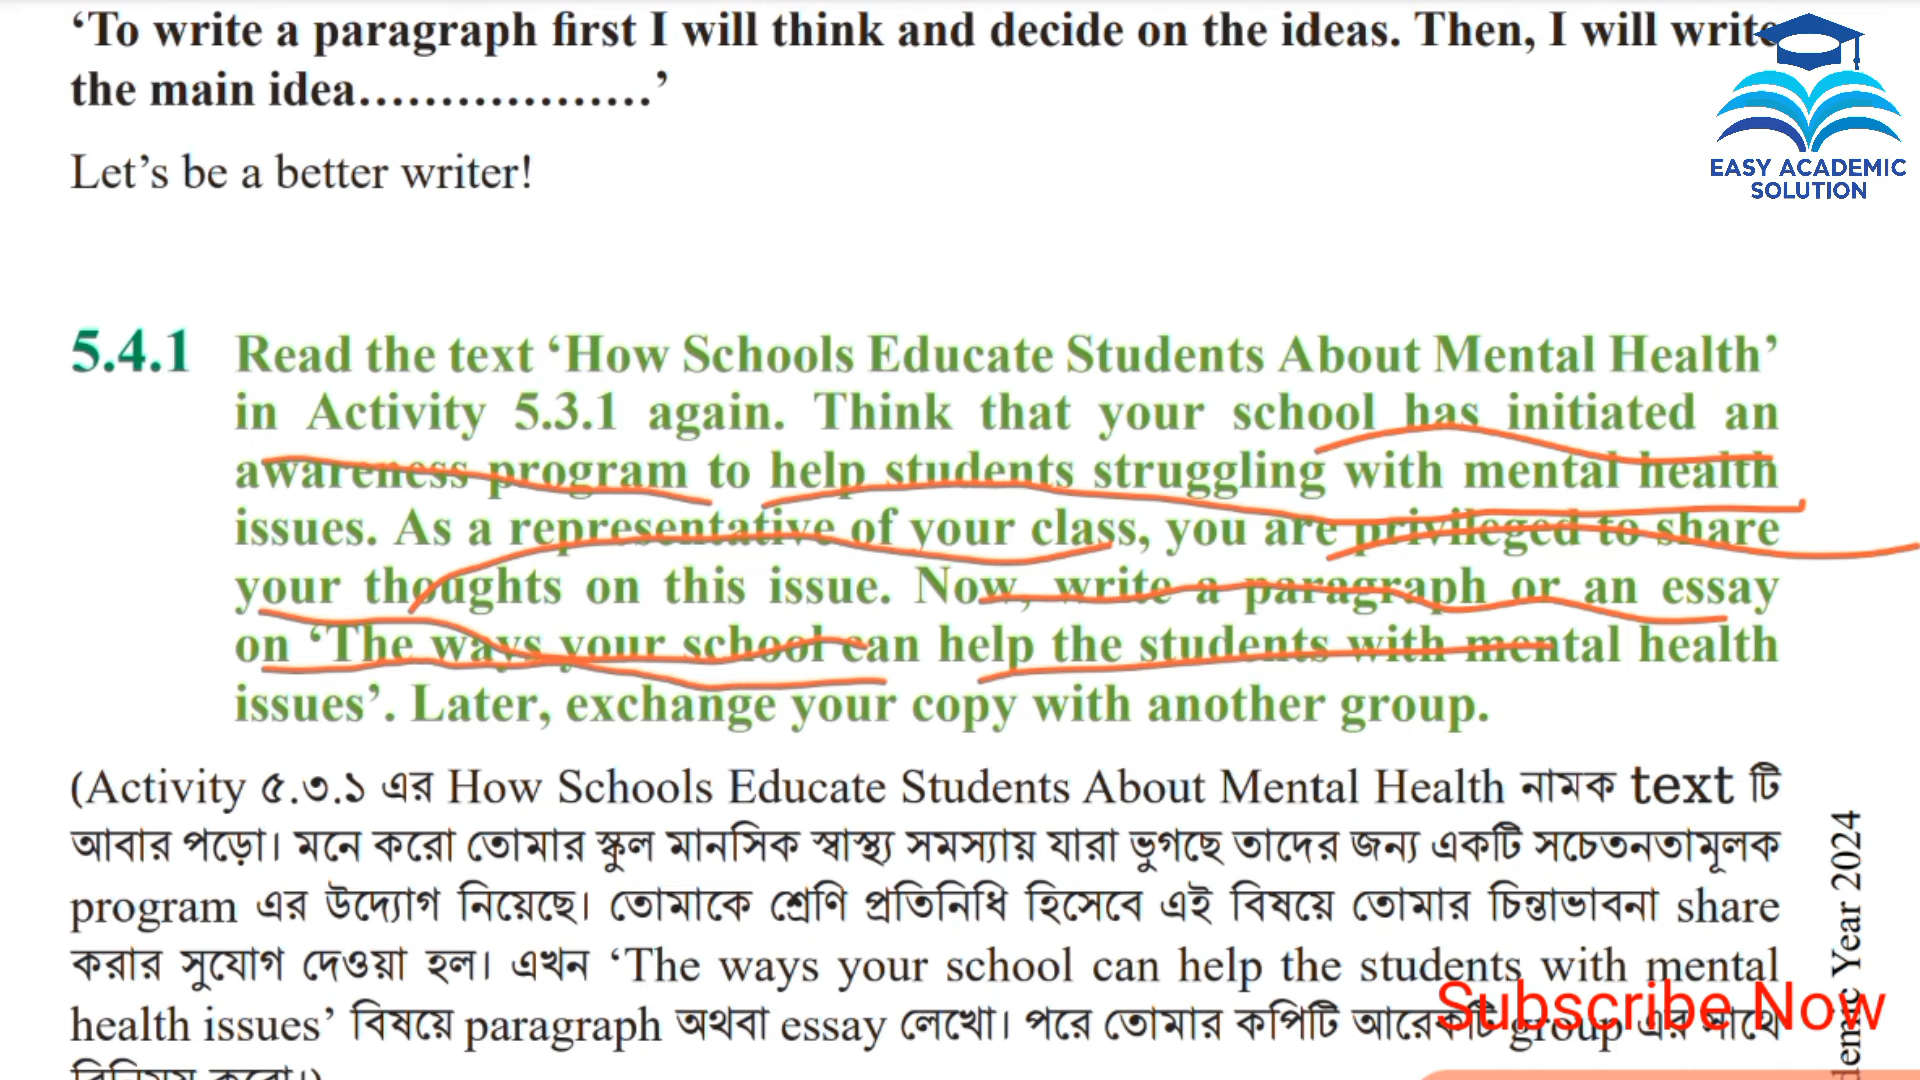 ‘To write a paragraph first I will think and decide on the ideas. Then, I will write
the main idea..................’
Let’s be a better writer!
EASY ACADEMIC
SOLUTION
5.4.1 Read the text ‘How Schools Educate Students About Mental Health’
in Activity 5.3.1 again. Think that your school has initiated an
awareness program to help students struggling with mental health
issues. As a representative of your class, you are privileged to share
your thoughts on this issue. Now, write a paragraph or an essay
on ‘The ways your school can help the students with mental health
issues’. Later, exchange your copy with another group.
(Activity ৫.৩.১ এর How Schools Educate Students About Mental Health নামক text টি
আবার পড়ো। মনে করো তোমার স্কুল মানসিক স্বাস্থ্য সমস্যায় যারা ভুগছে তাদের জন্য একটি সচেতনতামূলক
program এর উদ্যোগ নিয়েছে। তোমাকে শ্রেণি প্রতিনিধি হিসেবে এই বিষয়ে তোমার চিন্তাভাবনা share
করার সুযোগ দেওয়া হল। এখন ‘The ways your school can help the students with mental
health issues’ বিষয়ে paragraph অথবা essay লেখো। পরে তোমার কপিটি আরেকটি group এর সাথে
বিনিময় করো।)
Subscribe Now
demic Year 2024